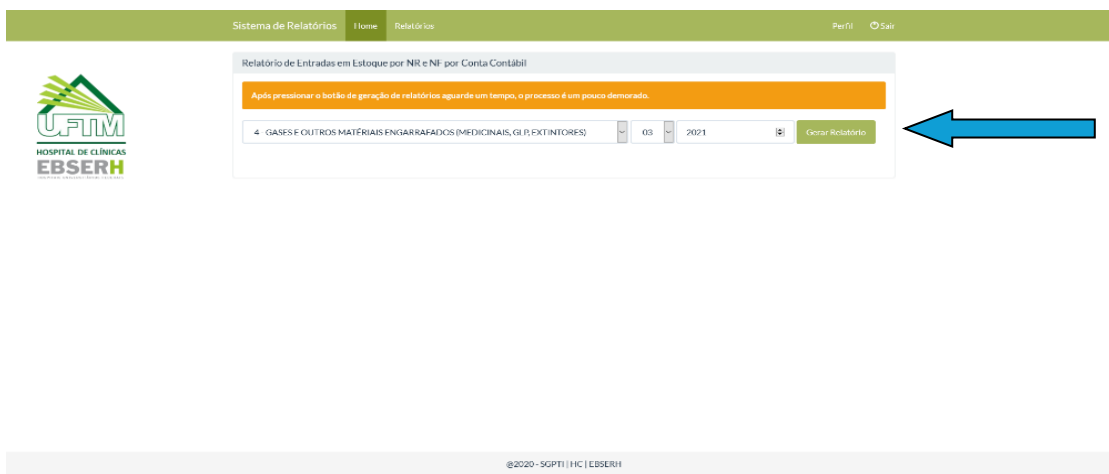 Sistema de Relatórios Home Relatórios Perfil Sair
Relatório de Entradas em Estoque por NR e NF por Conta Contábil
Após pressionar o botão de geração de relatórios aguarde um tempo, o processo é um pouco demorado.
4 - GASES E OUTROS MATÉRIAIS ENGARRAFADOS (MEDICINAIS, GLP, EXTINTORES) 03 2021 Gerar Relatório
UFTM
HOSPITAL DE CLÍNICAS
EBSERH
@2020 - SGPTI | HC | EBSERH